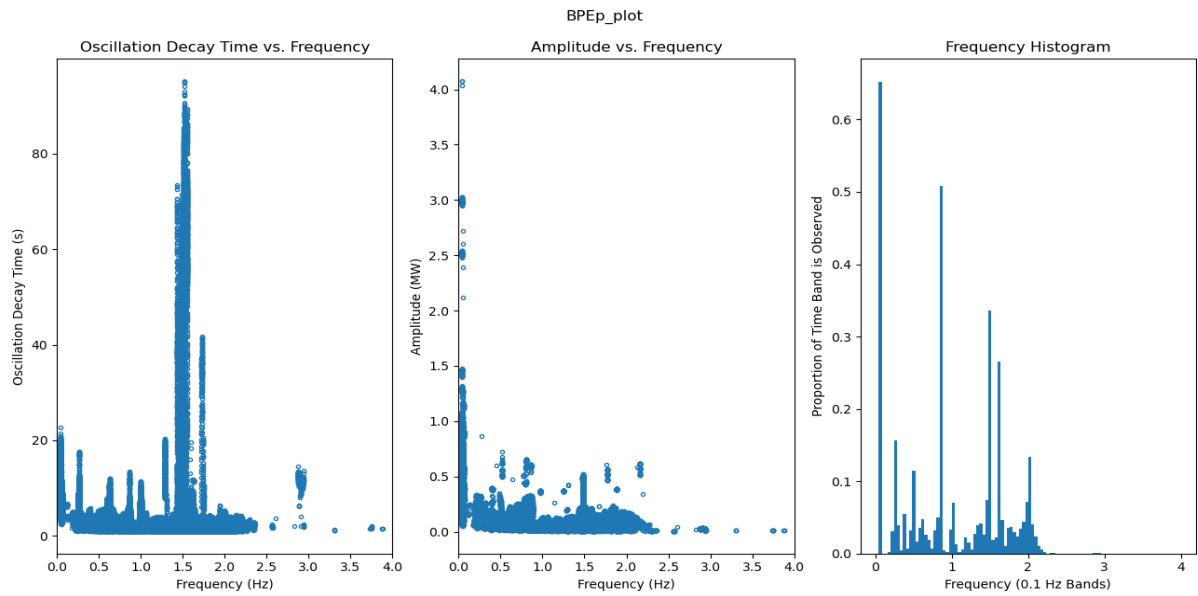 BPEp_plot
Oscillation Decay Time vs. Frequency
Oscillation Decay Time (s)
80
60
40
20
0
0.0 0.5 1.0 1.5 2.0 2.5 3.0 3.5 4.0
Frequency (Hz)
Amplitude vs. Frequency
Amplitude (MW)
4.0
3.5
3.0
2.5
2.0
1.5
1.0
0.5
0.0
0.0 0.5 1.0 1.5 2.0 2.5 3.0 3.5 4.0
Frequency (Hz)
Frequency Histogram
Proportion of Time Band is Observed
0.6
0.5
0.4
0.3
0.2
0.1
0.0
0 1 2 3 4
Frequency (0.1 Hz Bands)